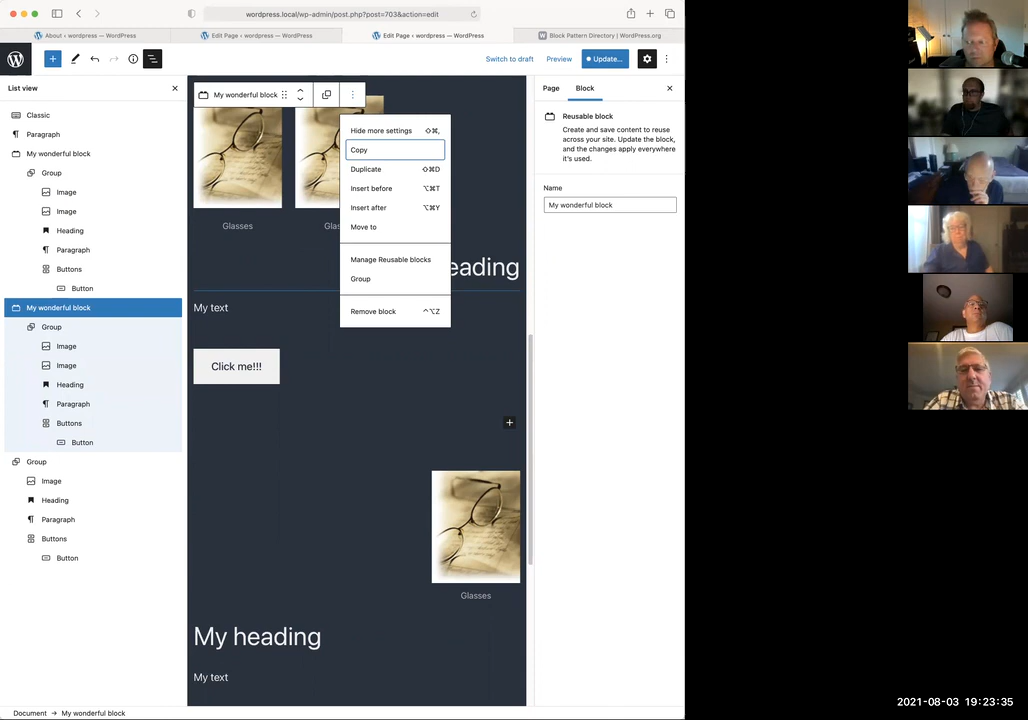 wordpress.local/wp-admin/post.php?post=703&action=edit
About ‹ wordpress — WordPress
Edit Page ‹ wordpress — WordPress
Edit Page ‹ wordpress — WordPress
Block Pattern Directory | WordPress.org
Switch to draft
Preview
Update...
List view
Classic
Paragraph
My wonderful block
Group
Image
Image
Heading
Paragraph
Buttons
Button
My wonderful block
Group
Image
Image
Heading
Paragraph
Buttons
Button
Group
Image
Heading
Paragraph
Buttons
Button
My wonderful block
Glasses
Hide more settings ⇧⌘,
Copy
Duplicate ⇧⌘D
Insert before ⌥⌘T
Insert after ⌥⌘Y
Move to
Manage Reusable blocks
Group
Remove block ⌃⌥Z
Glas
eading
My text
Click me!!!
Glasses
My heading
My text
Page
Block
Reusable block
Create and save content to reuse
across your site. Update the block,
and the changes apply everywhere
it's used.
Name
My wonderful block
Document → My wonderful block
2021-08-03 19:23:35